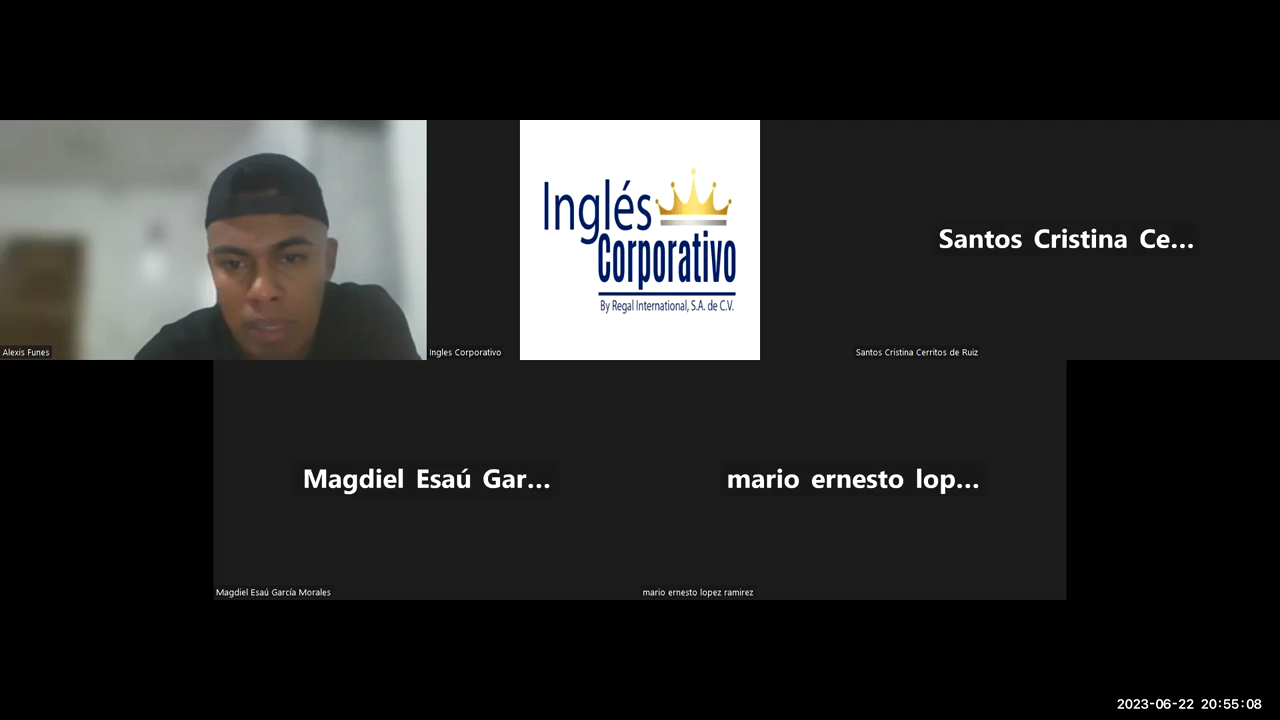 Inglés
Corporativo
By Regal International, S.A. de C.V.
Santos Cristina Ce...
Alexis Funes
Ingles Corporativo
Santos Cristina Cerritos de Ruiz
Magdiel Esaú Gar...
mario ernesto lop...
Magdiel Esaú García Morales
mario ernesto lopez ramirez
2023-06-22 20:55:08